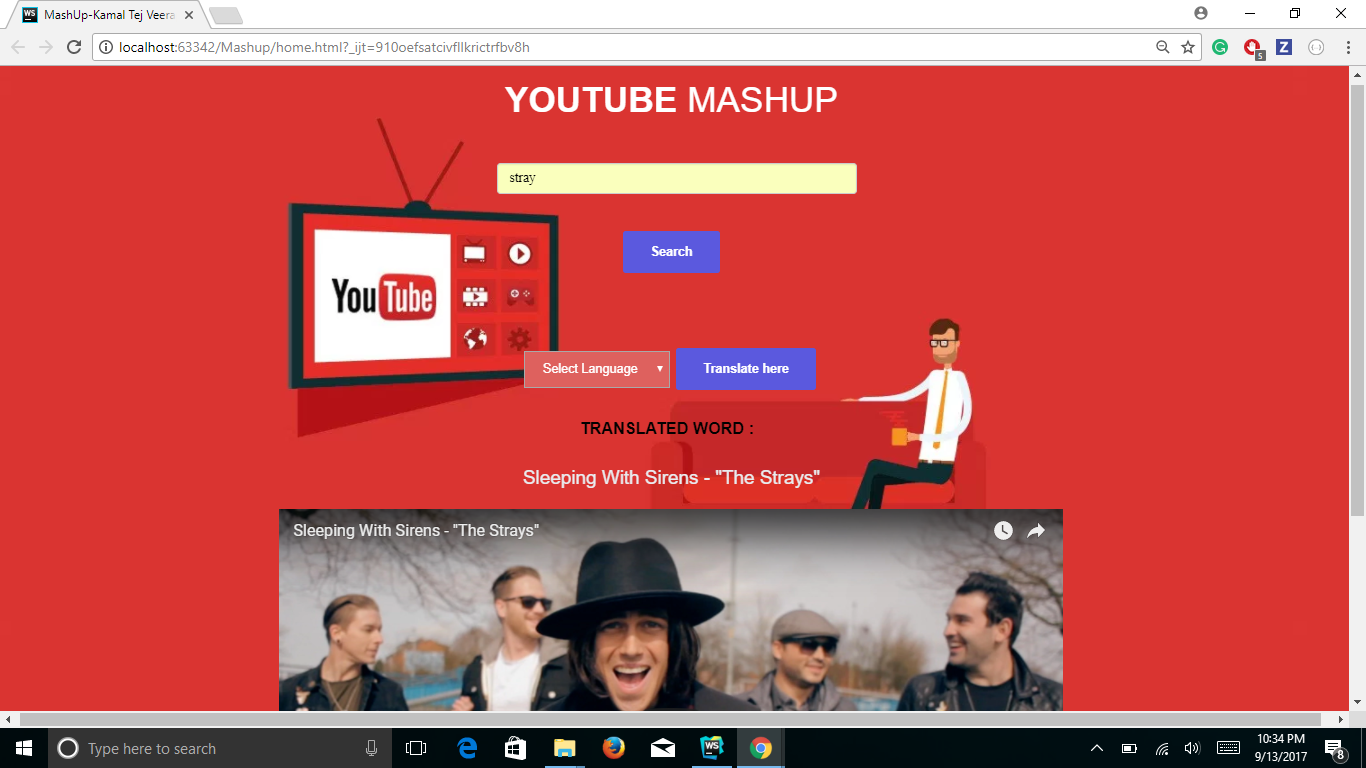 MashUp-Kamal Tej Veera
localhost:63342/Mashup/home.html?_ijt=910oefsatcivfllkrictrfbv8h
5
Z
YOUTUBE MASHUP
stray
Search
YouTube
Select Language
Translate here
TRANSLATED WORD :
Sleeping With Sirens - "The Strays"
Sleeping With Sirens - "The Strays"
Type here to search
WS
10:34 PM
9/13/2017
8